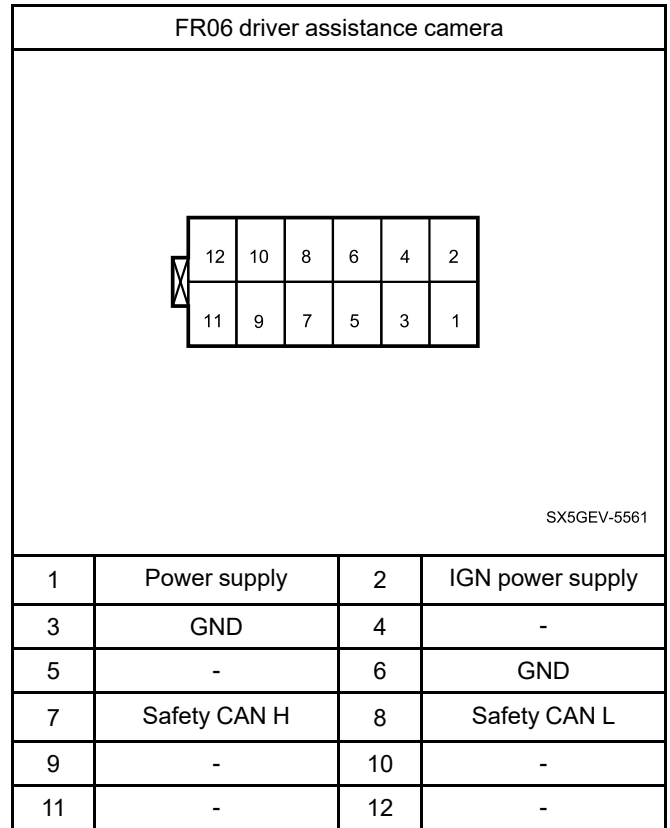 FR06 driver assistance camera
12 10 8 6 4 2
11 9 7 5 3 1
SX5GEV-5561
1 Power supply 2 IGN power supply
3 GND 4 -
5 - 6 GND
7 Safety CAN H 8 Safety CAN L
9 - 10 -
11 - 12 -